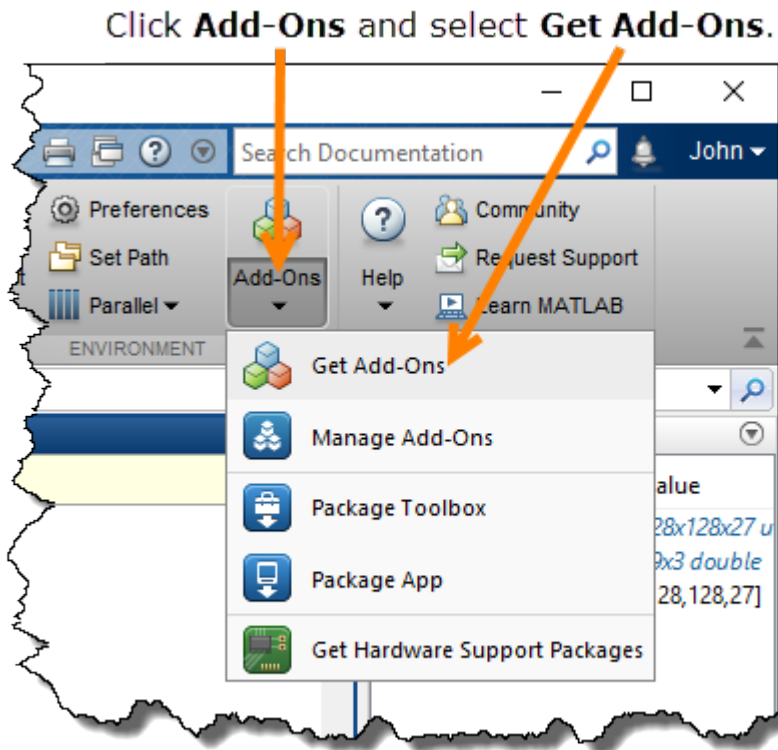 Click Add-Ons and select Get Add-Ons.
Search Documentation
John
Preferences
Set Path
Parallel
Add-Ons
Help
Community
Request Support
Learn MATLAB
ENVIRONMENT
Get Add-Ons
Manage Add-Ons
Package Toolbox
Package App
Get Hardware Support Packages
alue
28x128x27 u
9x3 double
28,128,27]